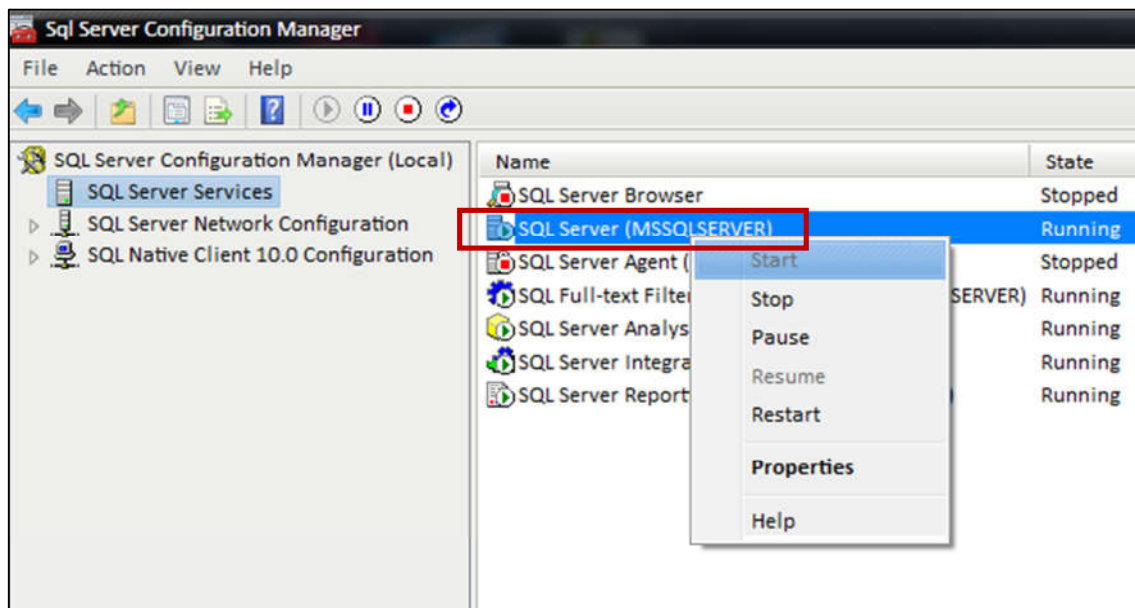 Sql Server Configuration Manager
File Action View Help
SQL Server Configuration Manager (Local)
SQL Server Services
SQL Server Network Configuration
SQL Native Client 10.0 Configuration
Name State
SQL Server Browser Stopped
SQL Server (MSSQLSERVER) Running
SQL Server Agent ( Stopped
SQL Full-text Filter SERVER) Running
SQL Server Analys Running
SQL Server Integra Running
SQL Server Report Running
Start
Stop
Pause
Resume
Restart
Properties
Help